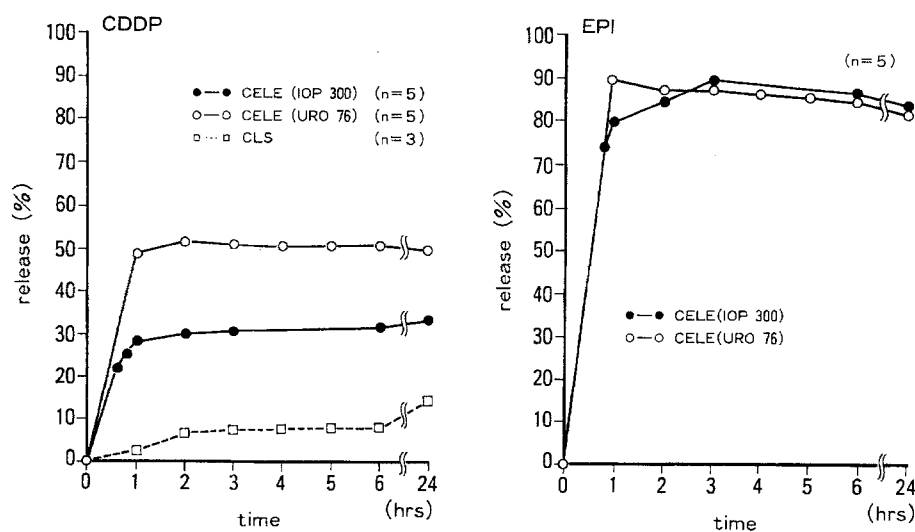 CDDP
100
90
80
70
60
50
40
30
20
10
0
release (%)
CELE (IOP 300) (n=5)
CELE (URO 76) (n=5)
CLS (n=3)
0 1 2 3 4 5 6 24
time (hrs)
EPI
100
90
80
70
60
50
40
30
20
10
0
release (%)
(n=5)
CELE(IOP 300)
CELE(URO 76)
0 1 2 3 4 5 6 24
time (hrs)